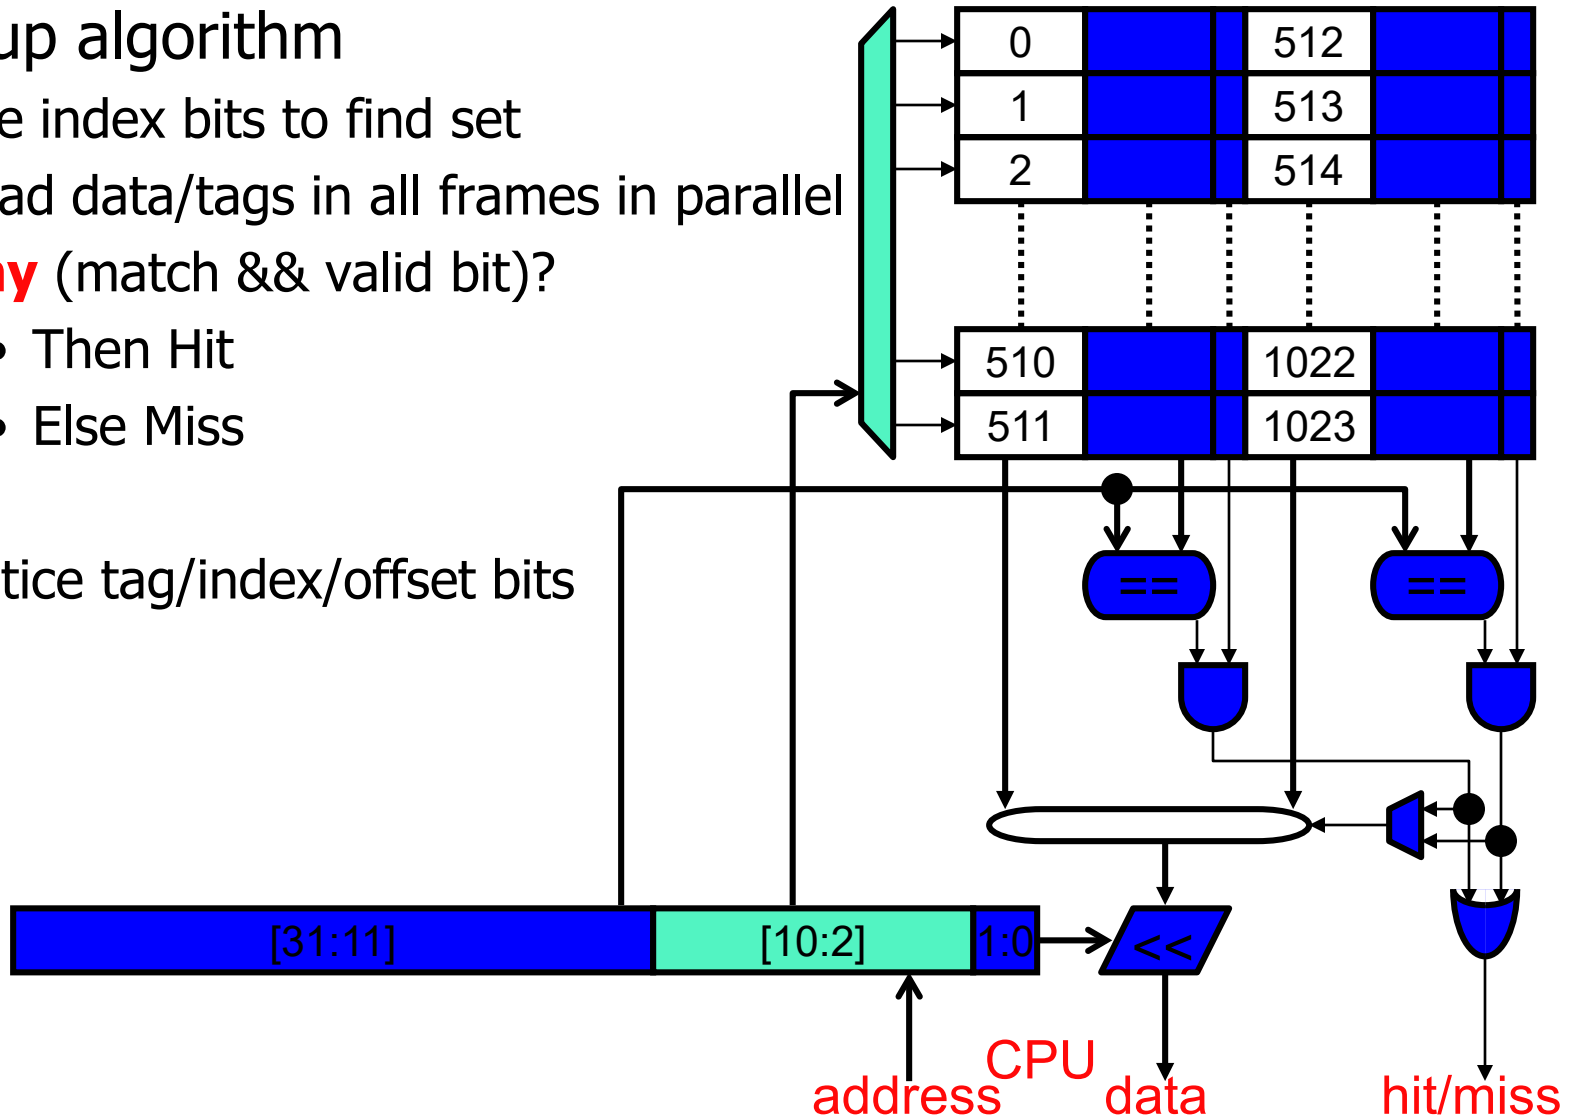 up algorithm
e index bits to find set
ad data/tags in all frames in parallel
ny (match && valid bit)?
• Then Hit
• Else Miss
tice tag/index/offset bits
0 512
1 513
2 514
510 1022
511 1023
== ==
[31:11] [10:2] 1:0 <<
CPU
address data hit/miss